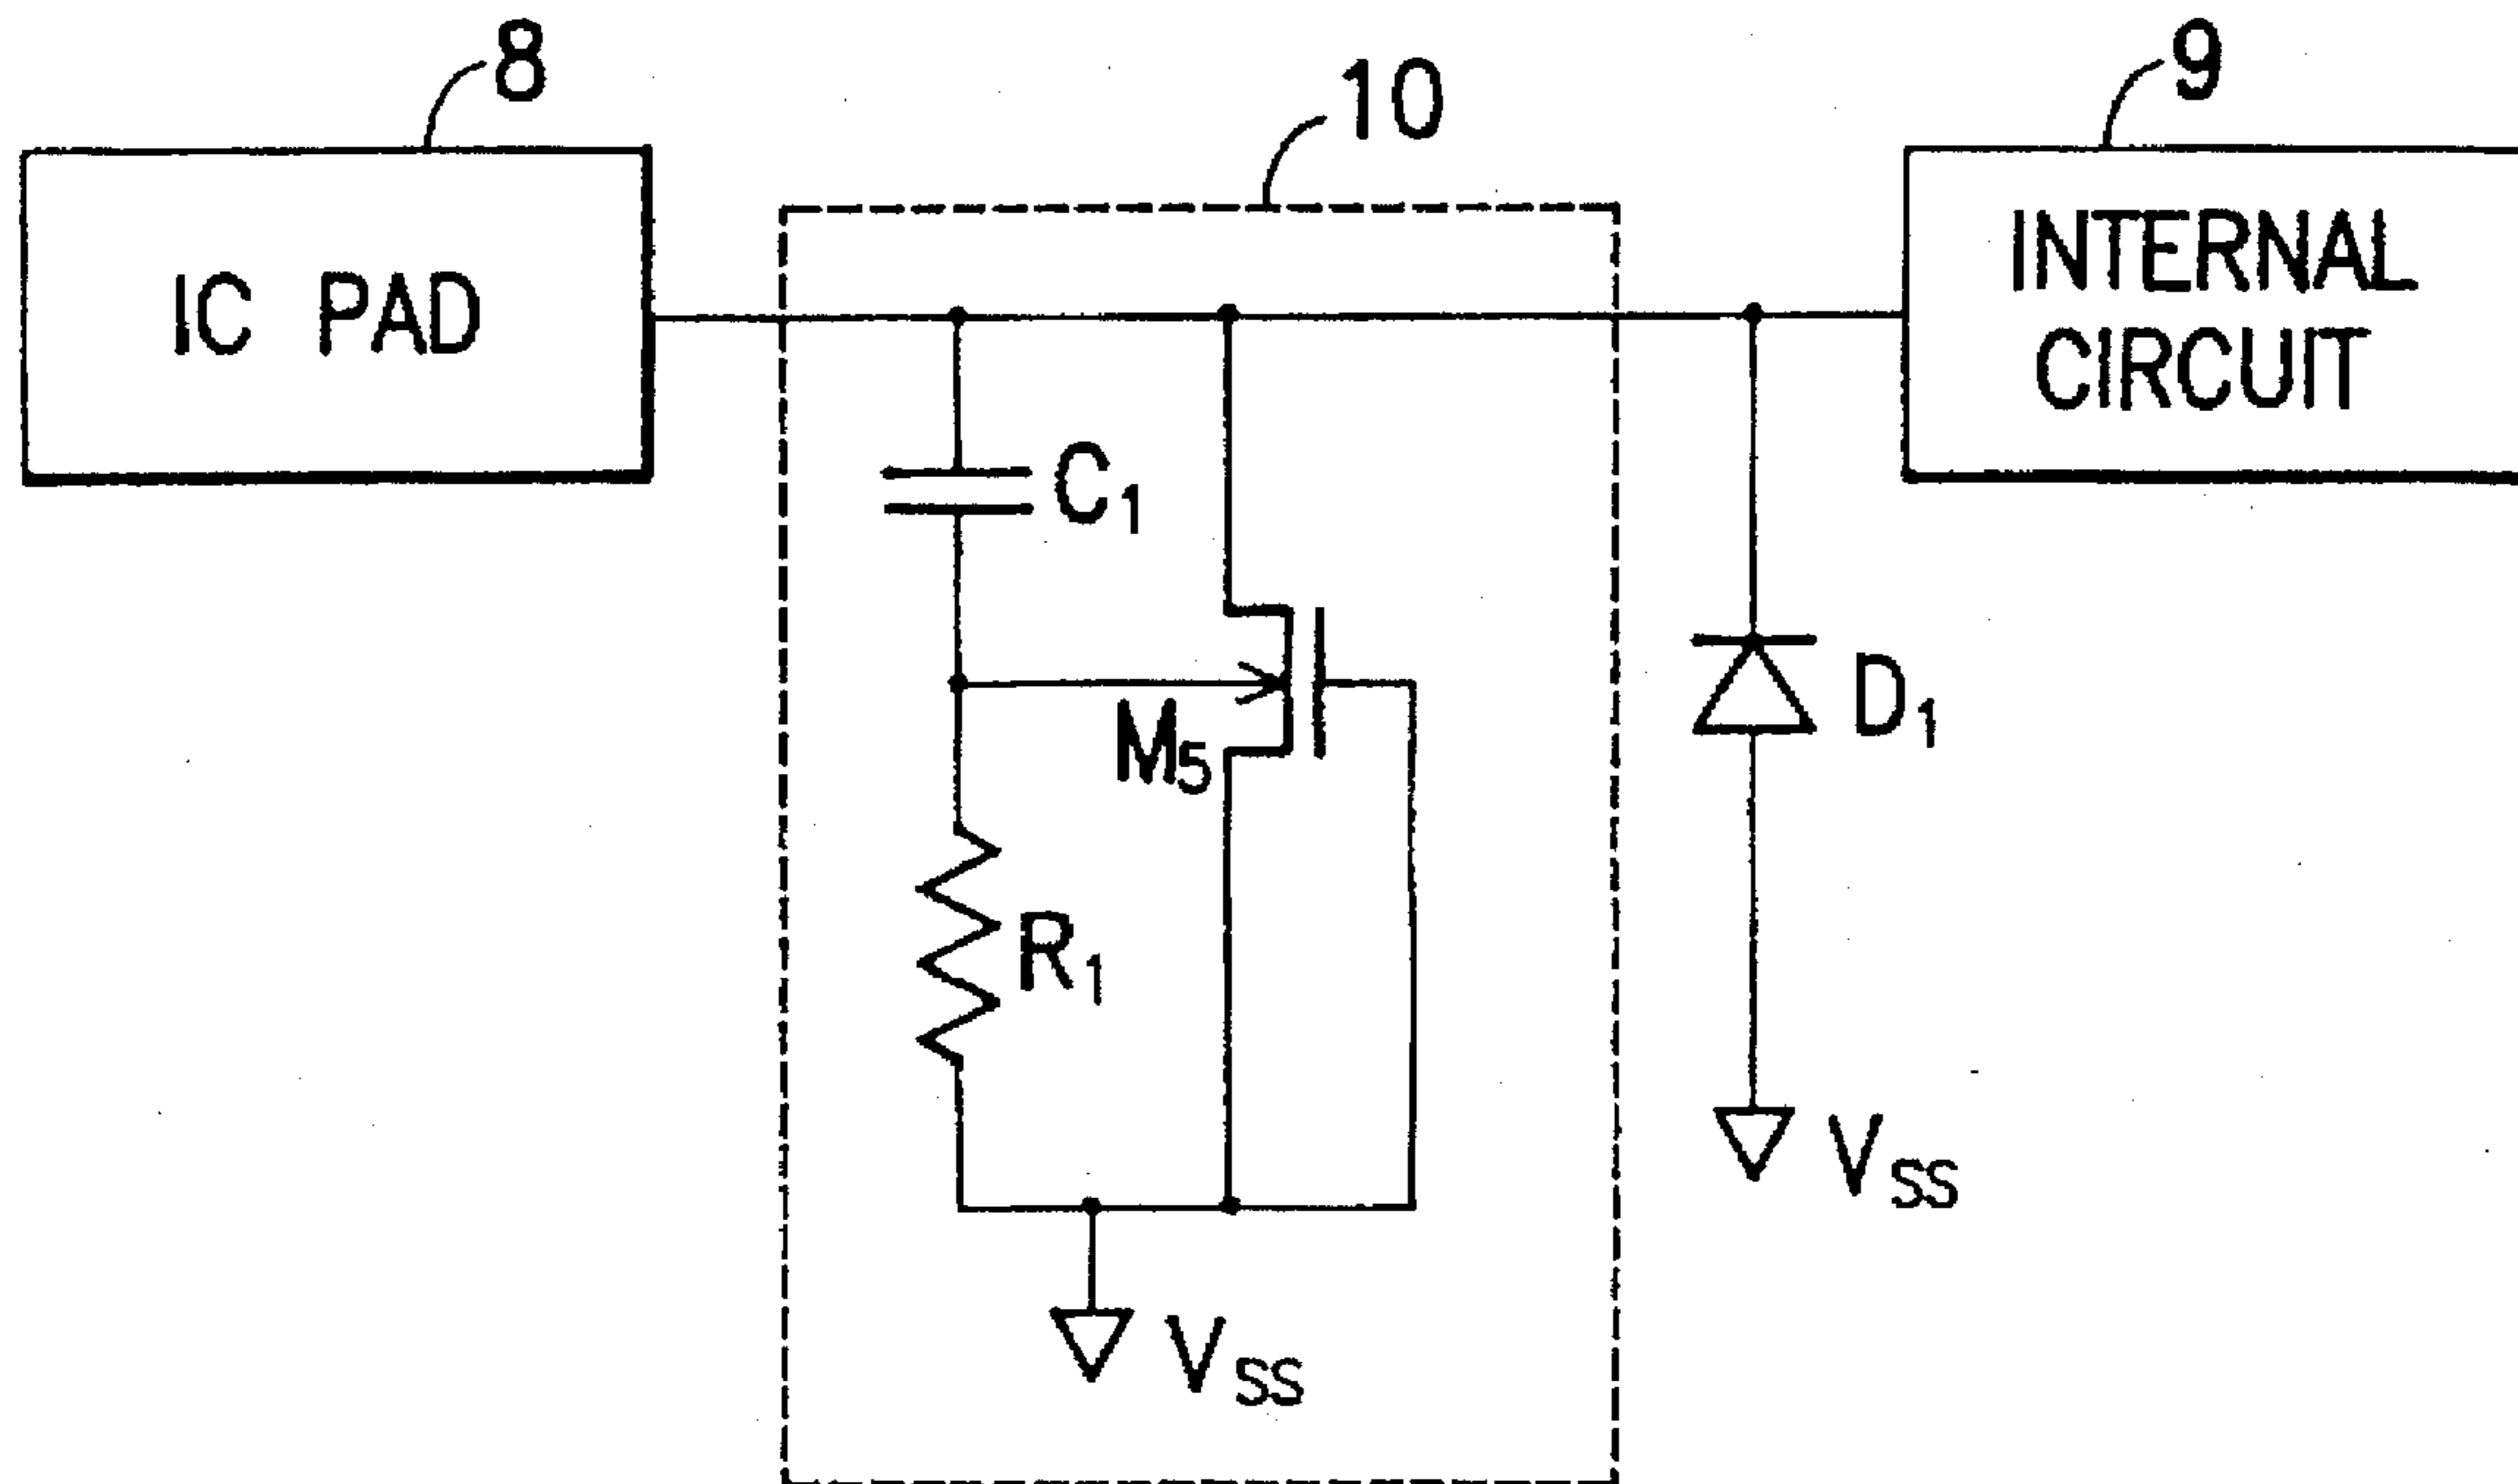 8
10
9
IC PAD
INTERNAL
CIRCUIT
C1
M5
D1
R1
VSS
VSS